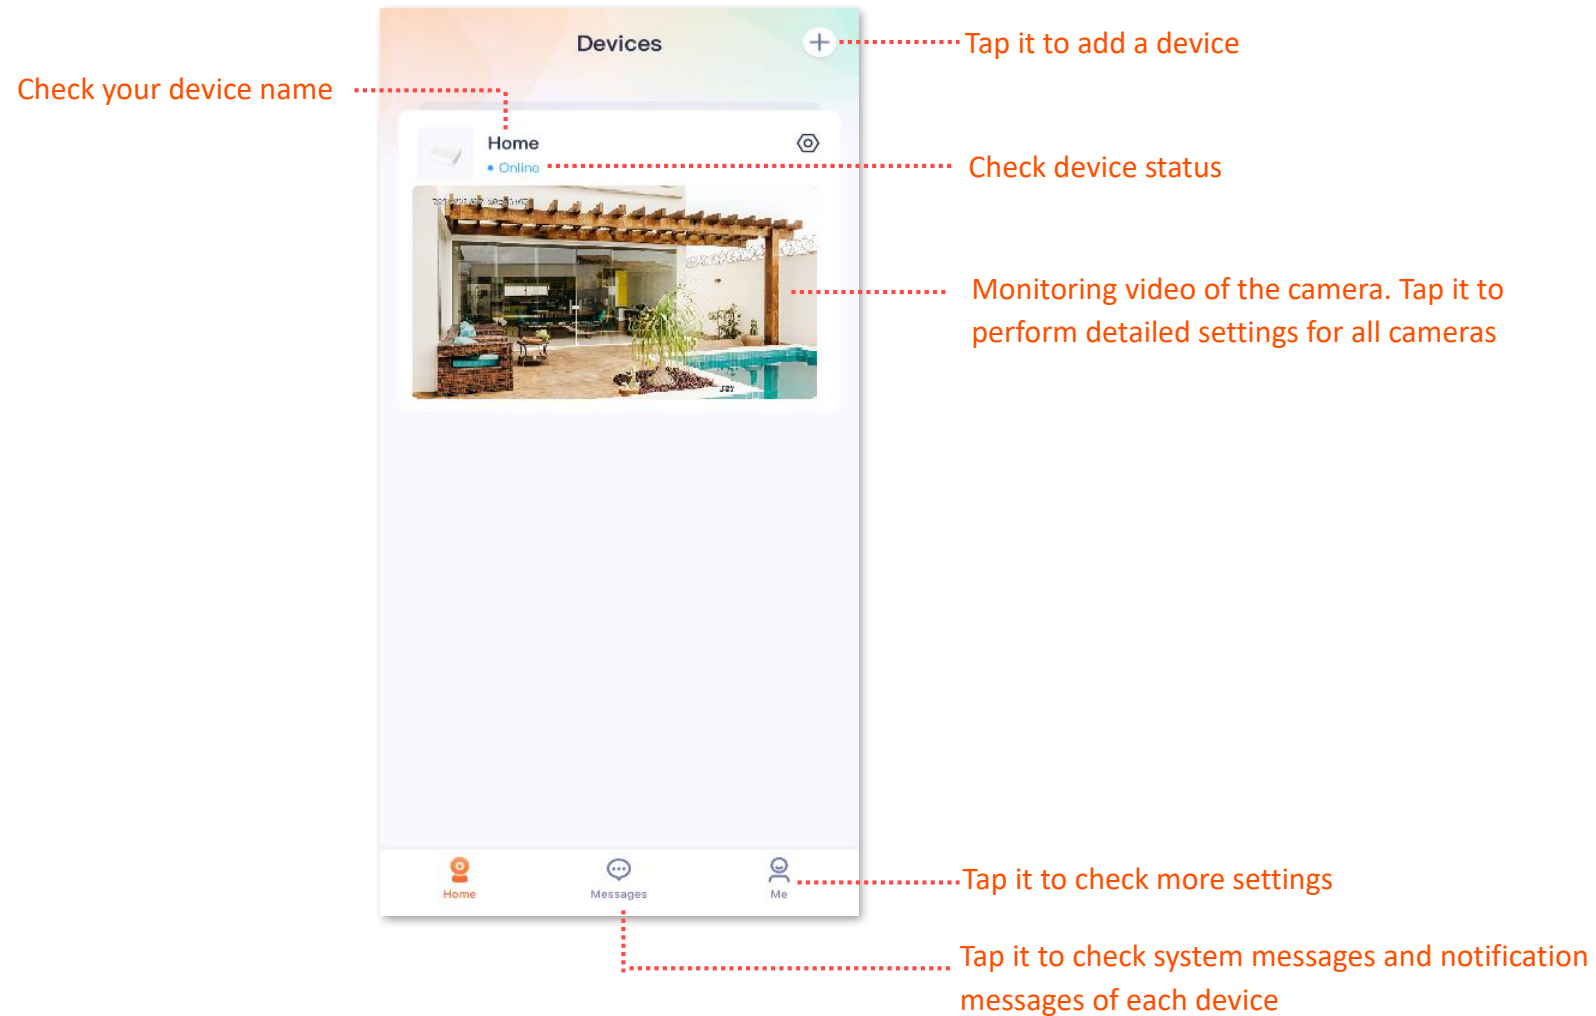 Devices
Tap it to add a device
Check your device name
Home
Online
Check device status
Monitoring video of the camera. Tap it to
perform detailed settings for all cameras
Home
Messages
Me
Tap it to check more settings
Tap it to check system messages and notification
messages of each device